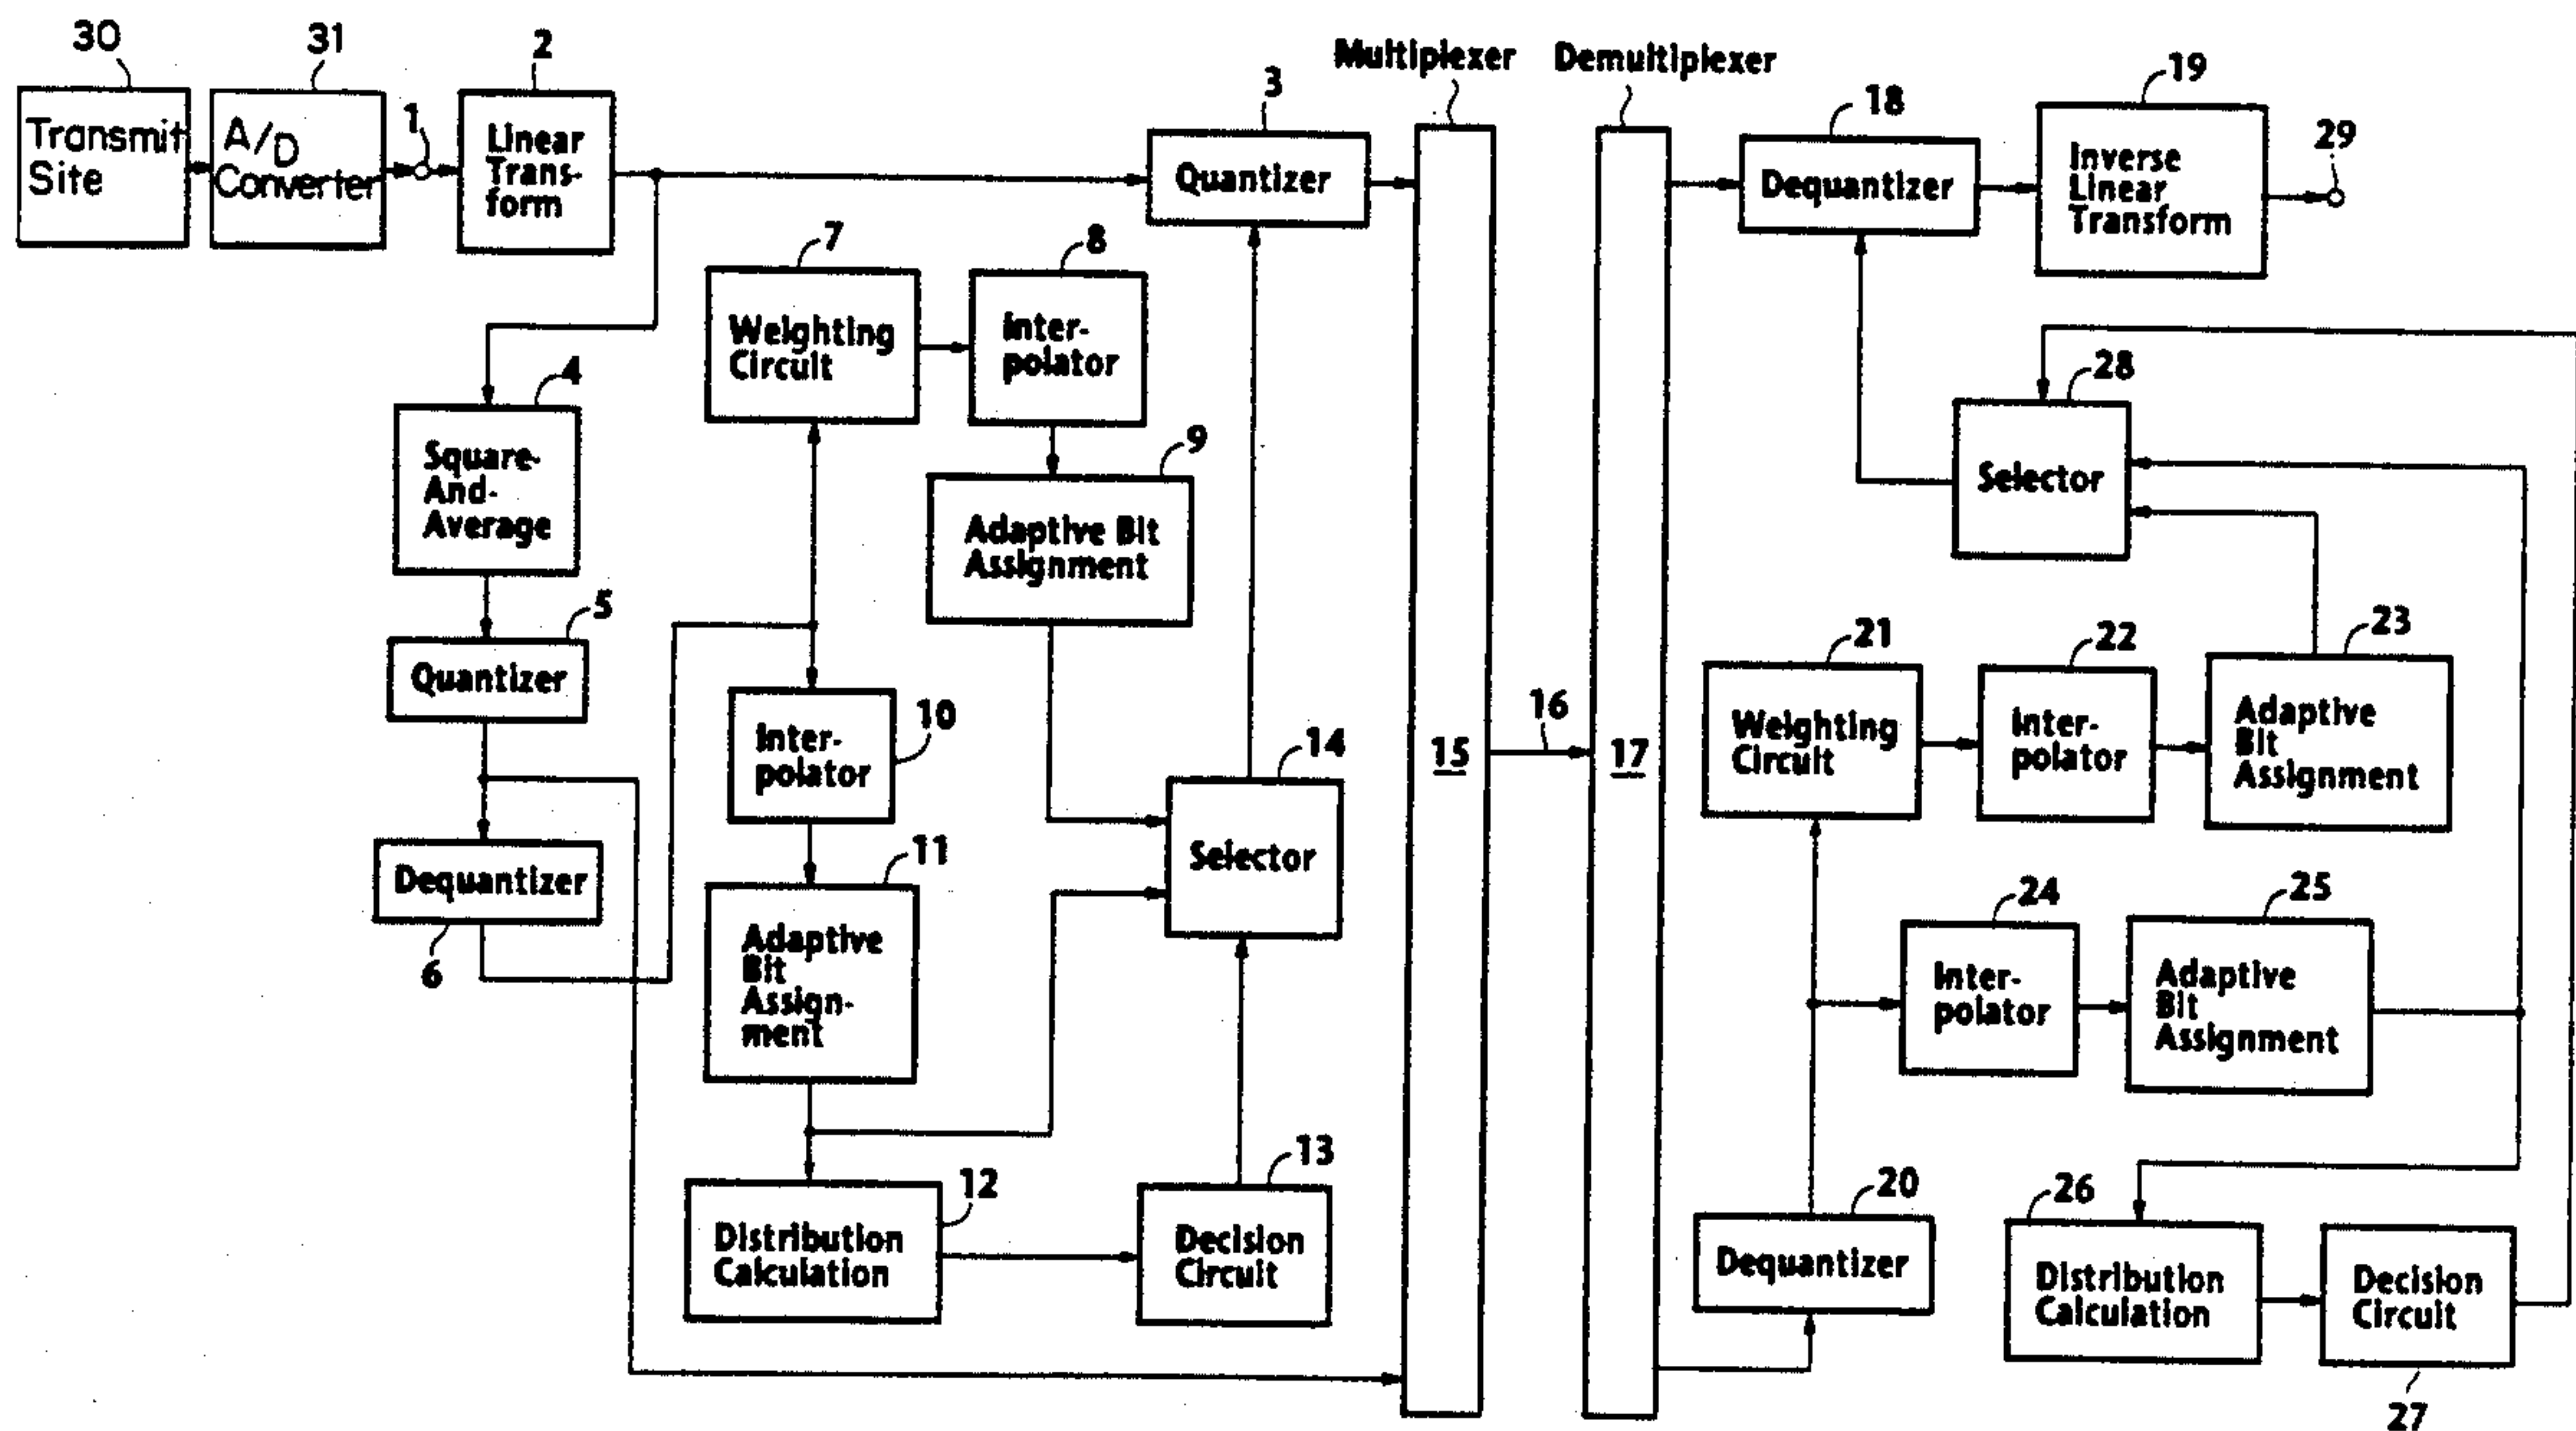 30
31
2
1
3
Multiplexer
Demultiplexer
18
19
29
Transmit
Site
A/D
Converter
Linear
Trans-
form
Quantizer
Dequantizer
Inverse
Linear
Transform
7
8
Weighting
Circuit
Inter-
polator
4
Square-
And-
Average
9
Adaptive Bit
Assignment
28
Selector
5
Quantizer
10
Inter-
polator
6
Dequantizer
11
Adaptive
Bit
Assign-
ment
14
Selector
12
Distribution
Calculation
13
Decision
Circuit
15
16
17
21
Weighting
Circuit
22
Inter-
polator
23
Adaptive
Bit
Assignment
24
Inter-
polator
25
Adaptive
Bit
Assignment
20
Dequantizer
26
Distribution
Calculation
Decision
Circuit
27